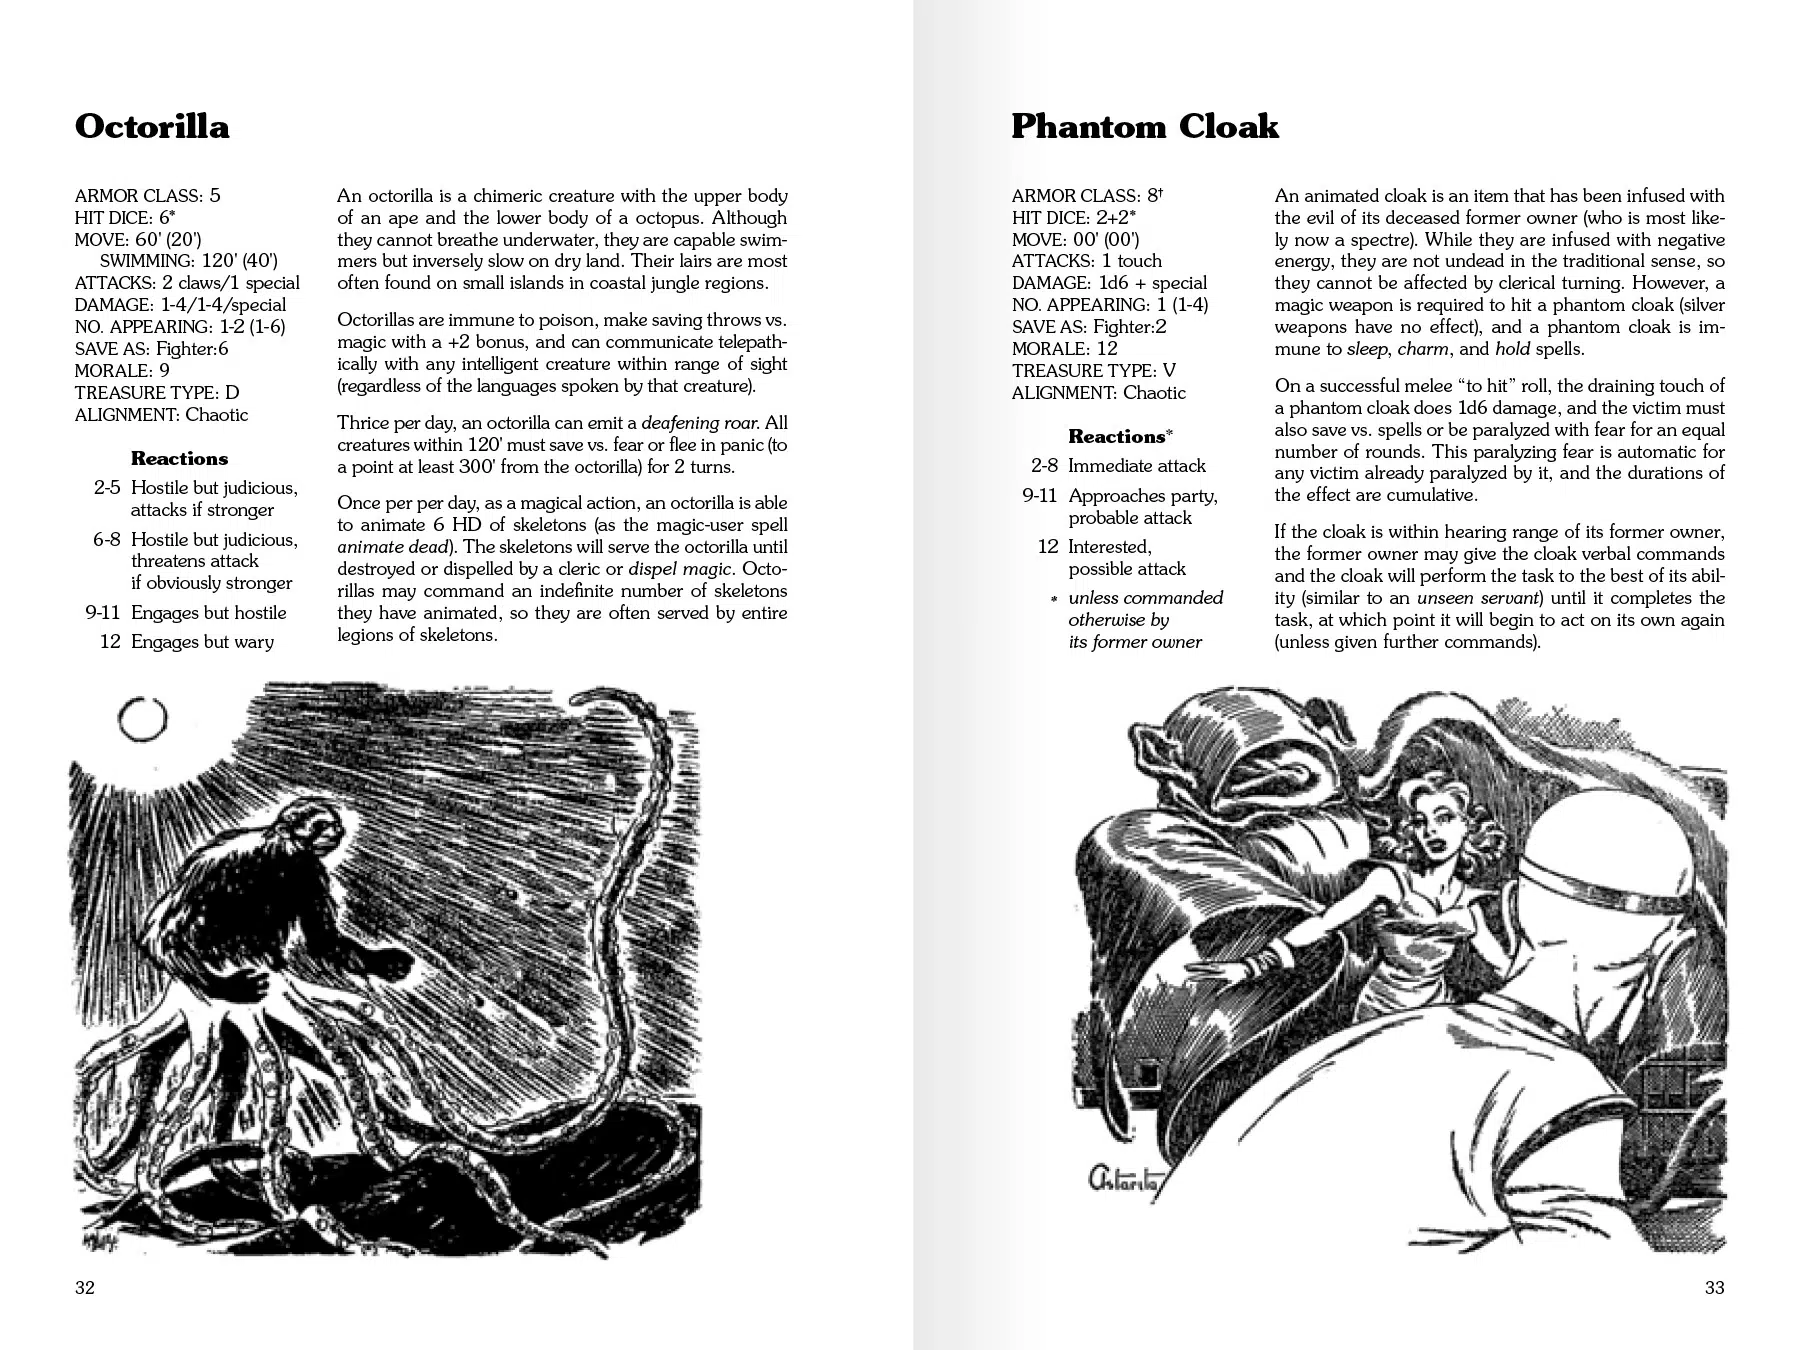 Octorilla
ARMOR CLASS: 5
HIT DICE: 6*
MOVE: 60' (20')
SWIMMING: 120' (40')
ATTACKS: 2 claws/1 special
DAMAGE: 1-4/1-4/special
NO. APPEARING: 1-2 (1-6)
SAVE AS: Fighter:6
MORALE: 9
TREASURE TYPE: D
ALIGNMENT: Chaotic
Reactions
2-5 Hostile but judicious,
attacks if stronger
6-8 Hostile but judicious,
threatens attack
if obviously stronger
9-11 Engages but hostile
12 Engages but wary
An octorilla is a chimeric creature with the upper body
of an ape and the lower body of a octopus. Although
they cannot breathe underwater, they are capable swim-
mers but inversely slow on dry land. Their lairs are most
often found on small islands in coastal jungle regions.
Octorillas are immune to poison, make saving throws vs.
magic with a +2 bonus, and can communicate telepath-
ically with any intelligent creature within range of sight
(regardless of the languages spoken by that creature).
Thrice per day, an octorilla can emit a deafening roar. All
creatures within 120' must save vs. fear or flee in panic (to
a point at least 300' from the octorilla) for 2 turns.
Once per per day, as a magical action, an octorilla is able
to animate 6 HD of skeletons (as the magic-user spell
animate dead). The skeletons will serve the octorilla until
destroyed or dispelled by a cleric or dispel magic. Octo-
rillas may command an indefinite number of skeletons
they have animated, so they are often served by entire
legions of skeletons.
32
Phantom Cloak
ARMOR CLASS: 8†
HIT DICE: 2+2*
MOVE: 00' (00')
ATTACKS: 1 touch
DAMAGE: 1d6 + special
NO. APPEARING: 1 (1-4)
SAVE AS: Fighter:2
MORALE: 12
TREASURE TYPE: V
ALIGNMENT: Chaotic
Reactions*
2-8 Immediate attack
9-11 Approaches party,
probable attack
12 Interested,
possible attack
* unless commanded
otherwise by
its former owner
An animated cloak is an item that has been infused with
the evil of its deceased former owner (who is most like-
ly now a spectre). While they are infused with negative
energy, they are not undead in the traditional sense, so
they cannot be affected by clerical turning. However, a
magic weapon is required to hit a phantom cloak (silver
weapons have no effect), and a phantom cloak is im-
mune to sleep, charm, and hold spells.
On a successful melee “to hit” roll, the draining touch of
a phantom cloak does 1d6 damage, and the victim must
also save vs. spells or be paralyzed with fear for an equal
number of rounds. This paralyzing fear is automatic for
any victim already paralyzed by it, and the durations of
the effect are cumulative.
If the cloak is within hearing range of its former owner,
the former owner may give the cloak verbal commands
and the cloak will perform the task to the best of its abil-
ity (similar to an unseen servant) until it completes the
task, at which point it will begin to act on its own again
(unless given further commands).
Astarita
33